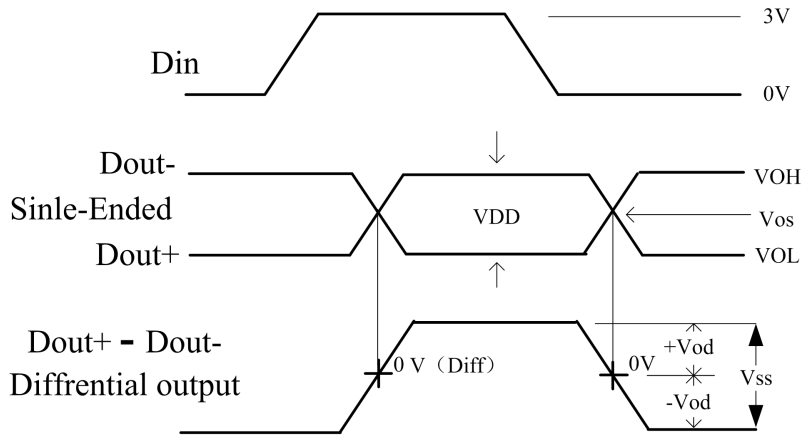 3V
Din
0V
Dout-
VOH
Sinle-Ended
VDD
Vos
Dout+
VOL
Dout+ - Dout-
+Vod
0 V（Diff）
0V
Vss
Diffrential output
-Vod